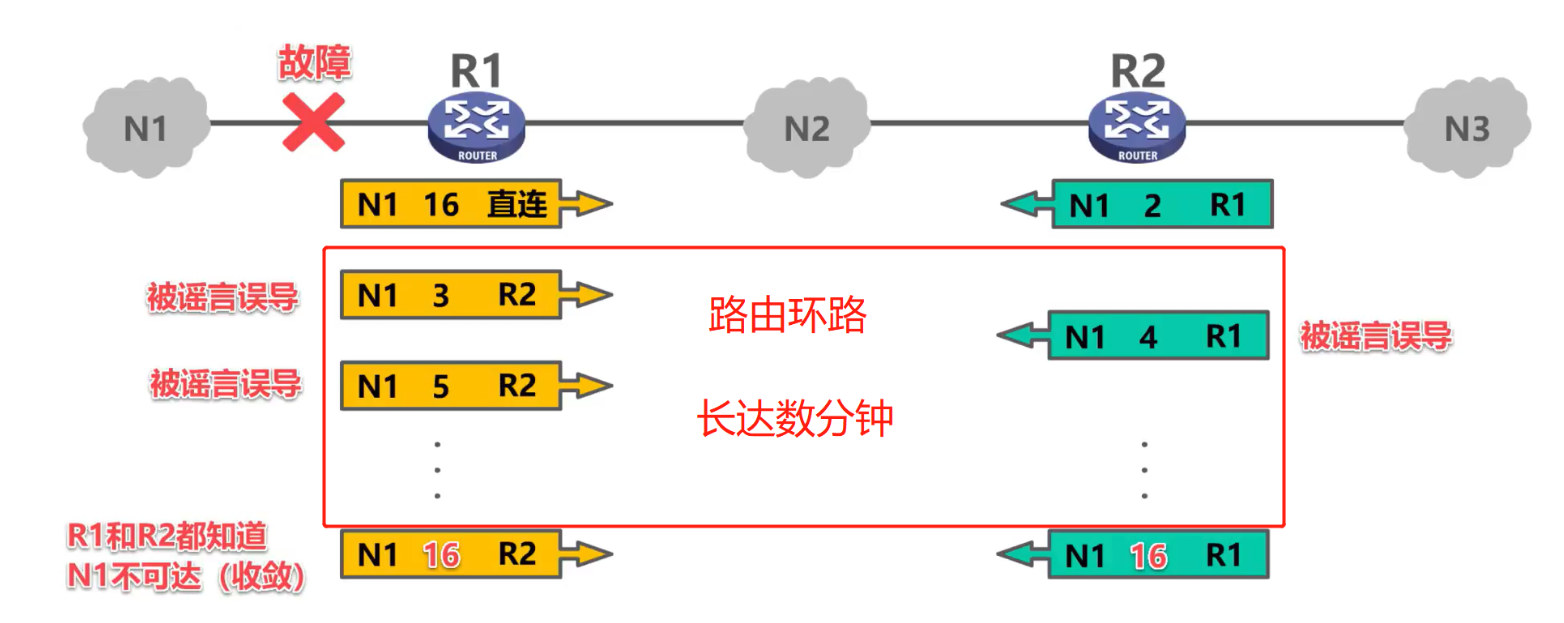 故障
R1
R2
N1
N2
N3
ROUTER
ROUTER
N1 16 直连
N1 2 R1
被谣言误导
N1 3 R2
路由环路
N1 4 R1
被谣言误导
被谣言误导
N1 5 R2
长达数分钟
R1和R2都知道
N1不可达（收敛）
N1 16 R2
N1 16 R1